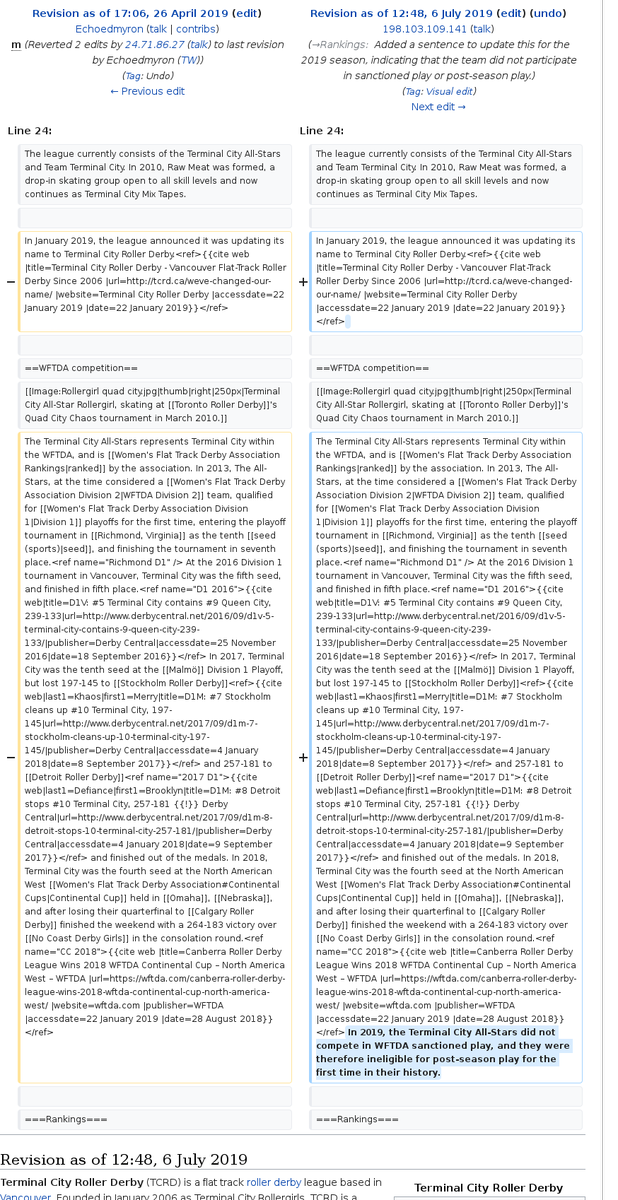 Revision as of 17:06, 26 April 2019 (edit)
Echoedmyron (talk | contribs)
m (Reverted 2 edits by 24.71.86.27 (talk) to last revision
by Echoedmyron (TW))
(Tag: Undo)
← Previous edit
Revision as of 12:48, 6 July 2019 (edit) (undo)
198.103.109.141 (talk)
(→Rankings: Added a sentence to update this for the
2019 season, indicating that the team did not participate
in sanctioned play or post-season play.)
(Tag: Visual edit)
Next edit →
Line 24:
Line 24:
The league currently consists of the Terminal City All-Stars
and Team Terminal City. In 2010, Raw Meat was formed, a
drop-in skating group open to all skill levels and now
continues as Terminal City Mix Tapes.
The league currently consists of the Terminal City All-Stars
and Team Terminal City. In 2010, Raw Meat was formed, a
drop-in skating group open to all skill levels and now
continues as Terminal City Mix Tapes.
−
In January 2019, the league announced it was updating its
name to Terminal City Roller Derby.<ref>{{cite web
|title=Terminal City Roller Derby - Vancouver Flat-Track Roller
Derby Since 2006 |url=http://tcrd.ca/weve-changed-our-
name/ |website=Terminal City Roller Derby |accessdate=22
January 2019 |date=22 January 2019}}</ref>
+
In January 2019, the league announced it was updating its
name to Terminal City Roller Derby.<ref>{{cite web
|title=Terminal City Roller Derby - Vancouver Flat-Track
Roller Derby Since 2006 |url=http://tcrd.ca/weve-changed-
our-name/ |website=Terminal City Roller Derby
|accessdate=22 January 2019 |date=22 January 2019}}
</ref>
==WFTDA competition==
==WFTDA competition==
[[Image:Rollergirl quad city.jpg|thumb|right|250px|Terminal
City All-Star Rollergirl, skating at [[Toronto Roller Derby]]'s
Quad City Chaos tournament in March 2010.]]
[[Image:Rollergirl quad city.jpg|thumb|right|250px|Terminal
City All-Star Rollergirl, skating at [[Toronto Roller Derby]]'s
Quad City Chaos tournament in March 2010.]]
−
The Terminal City All-Stars represents Terminal City within
the WFTDA, and is [[Women's Flat Track Derby Association
Rankings|ranked]] by the association. In 2013, The All-
Stars, at the time considered a [[Women's Flat Track Derby
Association Division 2|WFTDA Division 2]] team, qualified
for [[Women's Flat Track Derby Association Division
1|Division 1]] playoffs for the first time, entering the playoff
tournament in [[Richmond, Virginia]] as the tenth [[seed
(sports)|seed]], and finishing the tournament in seventh
place.<ref name="Richmond D1" /> At the 2016 Division 1
tournament in Vancouver, Terminal City was the fifth seed,
and finished in fifth place.<ref name="D1 2016">{{cite
web|title=D1V: #5 Terminal City contains #9 Queen City,
239-133|url=http://www.derbycentral.net/2016/09/d1v-5-
terminal-city-contains-9-queen-city-239-
133/|publisher=Derby Central|accessdate=25 November
2016|date=18 September 2016}}</ref> In 2017, Terminal
City was the tenth seed at the [[Malmö]] Division 1 Playoff,
but lost 197-145 to [[Stockholm Roller Derby]]<ref>{{cite
web|last1=Khaos|first1=Merry|title=D1M: #7 Stockholm
cleans up #10 Terminal City, 197-
145|url=http://www.derbycentral.net/2017/09/d1m-7-
stockholm-cleans-up-10-terminal-city-197-
145/|publisher=Derby Central|accessdate=4 January
2018|date=8 September 2017}}</ref> and 257-181 to
[[Detroit Roller Derby]]<ref name="2017 D1">{{cite
web|last1=Defiance|first1=Brooklyn|title=D1M: #8 Detroit
stops #10 Terminal City, 257-181 {{!}} Derby
Central|url=http://www.derbycentral.net/2017/09/d1m-8-
detroit-stops-10-terminal-city-257-181/|publisher=Derby
Central|accessdate=4 January 2018|date=9 September
2017}}</ref> and finished out of the medals. In 2018,
Terminal City was the fourth seed at the North American
West [[Women's Flat Track Derby Association#Continental
Cups|Continental Cup]] held in [[Omaha]], [[Nebraska]],
and after losing their quarterfinal to [[Calgary Roller
Derby]] finished the weekend with a 264-183 victory over
[[No Coast Derby Girls]] in the consolation round.<ref
name="CC 2018">{{cite web |title=Canberra Roller Derby
League Wins 2018 WFTDA Continental Cup – North America
West – WFTDA |url=https://wftda.com/canberra-roller-derby-
league-wins-2018-wftda-continental-cup-north-america-
west/ |website=wftda.com |publisher=WFTDA
|accessdate=22 January 2019 |date=28 August 2018}}
</ref>
+
The Terminal City All-Stars represents Terminal City within
the WFTDA, and is [[Women's Flat Track Derby Association
Rankings|ranked]] by the association. In 2013, The All-
Stars, at the time considered a [[Women's Flat Track Derby
Association Division 2|WFTDA Division 2]] team, qualified
for [[Women's Flat Track Derby Association Division
1|Division 1]] playoffs for the first time, entering the playoff
tournament in [[Richmond, Virginia]] as the tenth [[seed
(sports)|seed]], and finishing the tournament in seventh
place.<ref name="Richmond D1" /> At the 2016 Division 1
tournament in Vancouver, Terminal City was the fifth seed,
and finished in fifth place.<ref name="D1 2016">{{cite
web|title=D1V: #5 Terminal City contains #9 Queen City,
239-133|url=http://www.derbycentral.net/2016/09/d1v-5-
terminal-city-contains-9-queen-city-239-
133/|publisher=Derby Central|accessdate=25 November
2016|date=18 September 2016}}</ref> In 2017, Terminal
City was the tenth seed at the [[Malmö]] Division 1 Playoff,
but lost 197-145 to [[Stockholm Roller Derby]]<ref>{{cite
web|last1=Khaos|first1=Merry|title=D1M: #7 Stockholm
cleans up #10 Terminal City, 197-
145|url=http://www.derbycentral.net/2017/09/d1m-7-
stockholm-cleans-up-10-terminal-city-197-
145/|publisher=Derby Central|accessdate=4 January
2018|date=8 September 2017}}</ref> and 257-181 to
[[Detroit Roller Derby]]<ref name="2017 D1">{{cite
web|last1=Defiance|first1=Brooklyn|title=D1M: #8 Detroit
stops #10 Terminal City, 257-181 {{!}} Derby
Central|url=http://www.derbycentral.net/2017/09/d1m-8-
detroit-stops-10-terminal-city-257-181/|publisher=Derby
Central|accessdate=4 January 2018|date=9 September
2017}}</ref> and finished out of the medals. In 2018,
Terminal City was the fourth seed at the North American
West [[Women's Flat Track Derby Association#Continental
Cups|Continental Cup]] held in [[Omaha]], [[Nebraska]],
and after losing their quarterfinal to [[Calgary Roller
Derby]] finished the weekend with a 264-183 victory over
[[No Coast Derby Girls]] in the consolation round.<ref
name="CC 2018">{{cite web |title=Canberra Roller Derby
League Wins 2018 WFTDA Continental Cup – North America
West – WFTDA |url=https://wftda.com/canberra-roller-derby-
league-wins-2018-wftda-continental-cup-north-america-
west/ |website=wftda.com |publisher=WFTDA
|accessdate=22 January 2019 |date=28 August 2018}}
</ref> In 2019, the Terminal City All-Stars did not
compete in WFTDA sanctioned play, and they were
therefore ineligible for post-season play for the
first time in their history.
===Rankings===
===Rankings===
Revision as of 12:48, 6 July 2019
Terminal City Roller Derby (TCRD) is a flat track roller derby league based in
Vancouver. Founded in January 2006 as Terminal City Rollergirls, TCRD is a
Terminal City Roller Derby